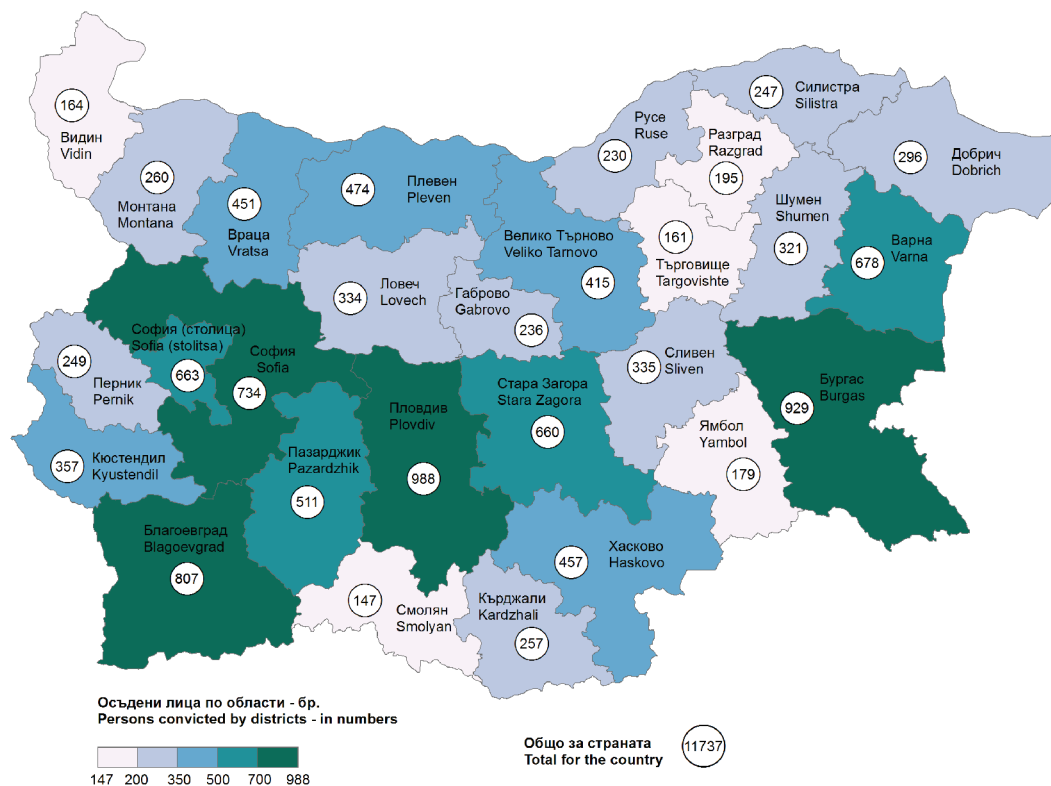 164
Видин
Vidin
260
Монтана
Montana
451
Враца
Vratsa
474
Плевен
Pleven
Велико Търново
Veliko Tarnovo
415
Русе
Ruse
230
Силистра
Silistra
247
Разград
Razgrad
195
Добрич
Dobrich
296
Шумен
Shumen
321
Търговище
Targovishte
161
Варна
Varna
678
Ловеч
Lovech
334
Габрово
Gabrovo
236
София (столица)
Sofia (stolitsa)
663
София
Sofia
734
249
Перник
Pernik
357
Кюстендил
Kyustendil
Пазарджик
Pazardzhik
511
Пловдив
Plovdiv
988
Стара Загора
Stara Zagora
660
335
Сливен
Sliven
Ямбол
Yambol
179
Бургас
Burgas
929
Благоевград
Blagoevgrad
807
147
Смолян
Smolyan
Кърджали
Kardzhali
257
457
Хасково
Haskovo
Осъдени лица по области - бр.
Persons convicted by districts - in numbers
147 200 350 500 700 988
Общо за страната
Total for the country
11737